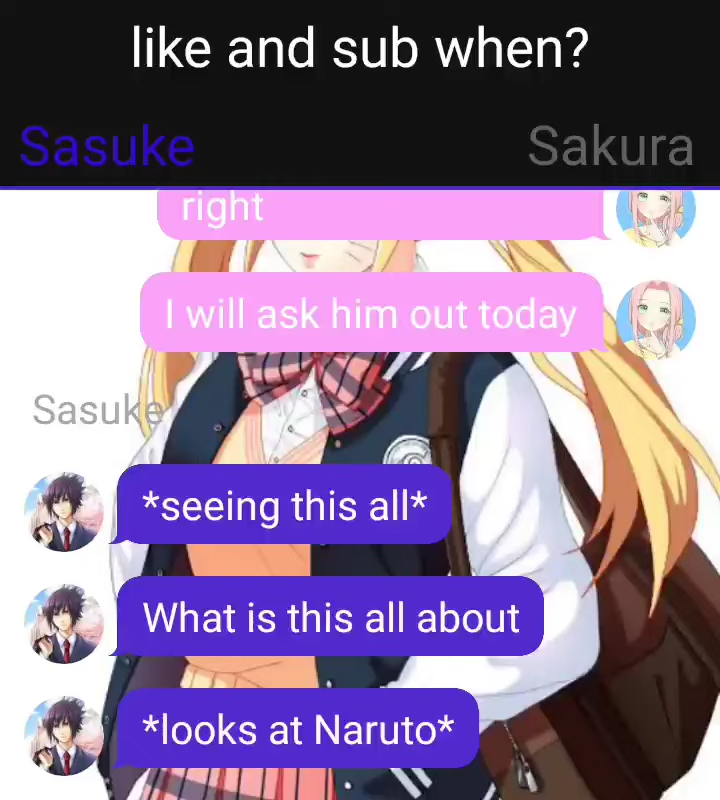 like and sub when?
Sasuke
Sakura
right
I will ask him out today
Sasuke
*seeing this all*
What is this all about
*looks at Naruto*